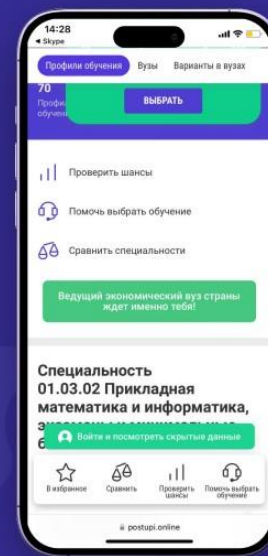 14:28
◀ Skype
Профили обучения Вузы Варианты в вузах
70
ВЫБРАТЬ
Проверить шансы
Помочь выбрать обучение
Сравнить специальности
Ведущий экономический вуз страны
ждет именно тебя!
Специальность
01.03.02 Прикладная
математика и информатика,
Войти и посмотреть скрытые данные
В избранное
Сравнить
Проверить
шансы
Помочь выбрать
обучение
postupi.online